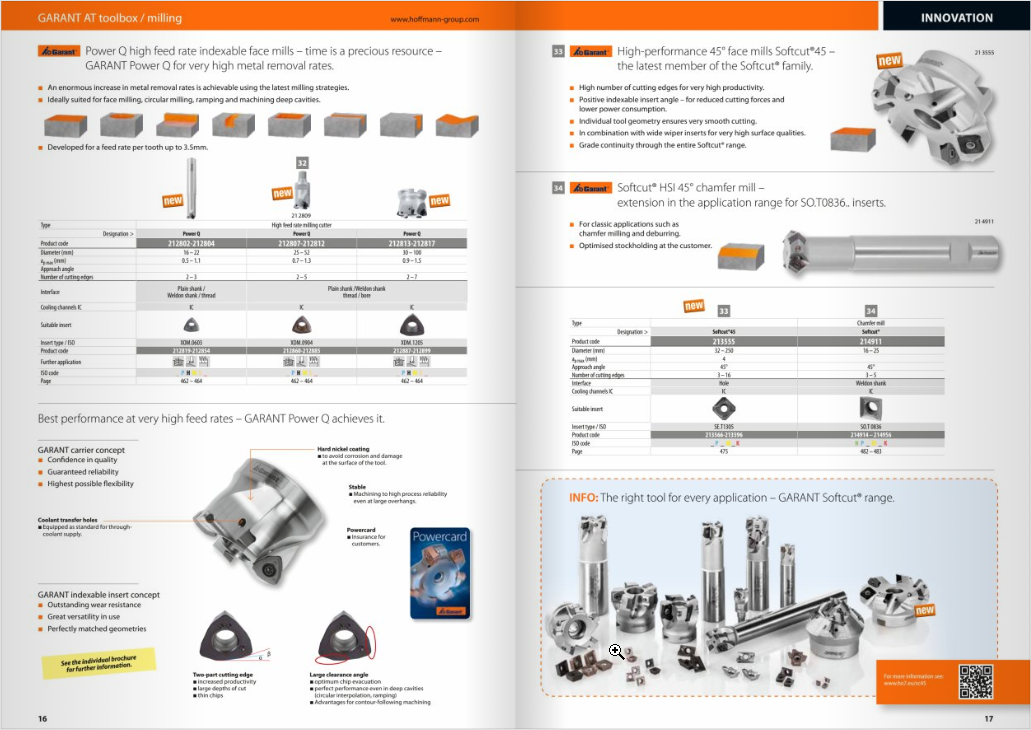 GARANT AT toolbox / milling
www.hoffmann-group.com
Garant
Power Q high feed rate indexable face mills – time is a precious resource –
GARANT Power Q for very high metal removal rates.
An enormous increase in metal removal rates is achievable using the latest milling strategies.
Ideally suited for face milling, circular milling, ramping and machining deep cavities.
Developed for a feed rate per tooth up to 3.5mm.
32
new
new
new
21 2809
Type High feed rate milling cutter
Designation > Power Q Power Q Power Q
Product code 212802-212804 212807-212812 212813-212817
Diameter (mm) 16 – 22 25 – 52 30 – 100
ap max (mm) 0.5 – 1.1 0.7 – 1.3 0.9 – 1.5
Approach angle
Number of cutting edges 2 – 3 2 – 5 2 – 7
Interface Plain shank / Weldon shank / thread Plain shank /Weldon shank thread / bore
Cooling channels IC IC IC IC
Suitable insert
Insert type / ISO XDM.0603 XDM.0904 XDM.1205
Product code 212819-212854 212860-212885 212887-212899
Further application
ISO code P H P H P H
Page 462 – 464 462 – 464 462 – 464
Best performance at very high feed rates – GARANT Power Q achieves it.
GARANT carrier concept
Confidence in quality
Guaranteed reliability
Highest possible flexibility
Coolant transfer holes
Equipped as standard for through-
coolant supply.
Hard nickel coating
to avoid corrosion and damage
at the surface of the tool.
Stable
Machining to high process reliability
even at large overhangs.
Powercard
Insurance for
customers.
Powercard
Garant
GARANT indexable insert concept
Outstanding wear resistance
Great versatility in use
Perfectly matched geometries
See the individual brochure
for further information.
α β
Two-part cutting edge
increased productivity
large depths of cut
thin chips
Large clearance angle
optimum chip evacuation
perfect performance even in deep cavities
(circular interpolation, ramping)
Advantages for contour-following machining
16
INNOVATION
33
Garant
High-performance 45° face mills Softcut®45 –
the latest member of the Softcut® family.
new
21 3555
High number of cutting edges for very high productivity.
Positive indexable insert angle – for reduced cutting forces and
lower power consumption.
Individual tool geometry ensures very smooth cutting.
In combination with wide wiper inserts for very high surface qualities.
Grade continuity through the entire Softcut® range.
34
Garant
Softcut® HSI 45° chamfer mill –
extension in the application range for SO.T0836.. inserts.
21 4911
For classic applications such as
chamfer milling and deburring.
Optimised stockholding at the customer.
new
33 34
Type Chamfer mill
Designation > Softcut®45 Softcut®
Product code 213555 214911
Diameter (mm) 32 – 250 16 – 25
ap max (mm) 4
Approach angle 45° 45°
Number of cutting edges 3 – 16 3 – 5
Interface Hole Weldon shank
Cooling channels IC IC IC
Suitable insert
Insert type / ISO SE.T1305 SO.T 0836
Product code 213566-213596 214914 – 214956
ISO code P K P K
Page 475 482 – 483
INFO: The right tool for every application – GARANT Softcut® range.
new
For more information see:
17